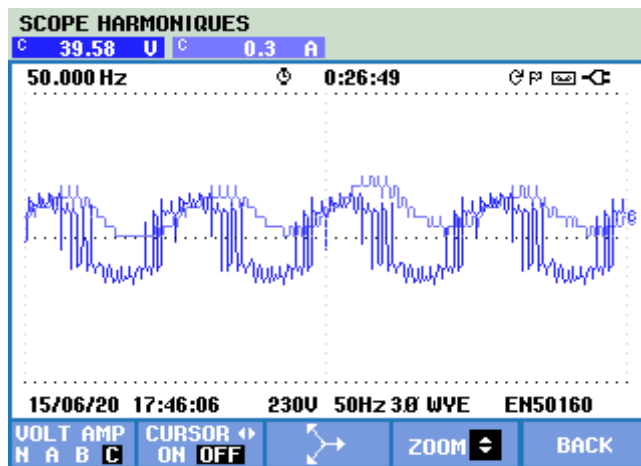 SCOPE HARMONIQUES
C 39.58 V C 0.3 A
50.000 Hz 0:26:49
C
15/06/20 17:46:06 230V 50Hz 3Ø WYE EN50160
VOLT AMP
N A B C
CURSOR
ON OFF
ZOOM
BACK